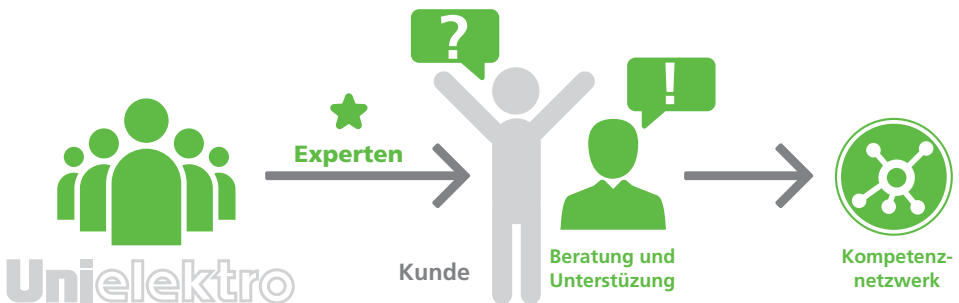 ?
!
Experten
Unielektro
Kunde
Beratung und
Unterstüzung
Kompetenz-
netzwerk